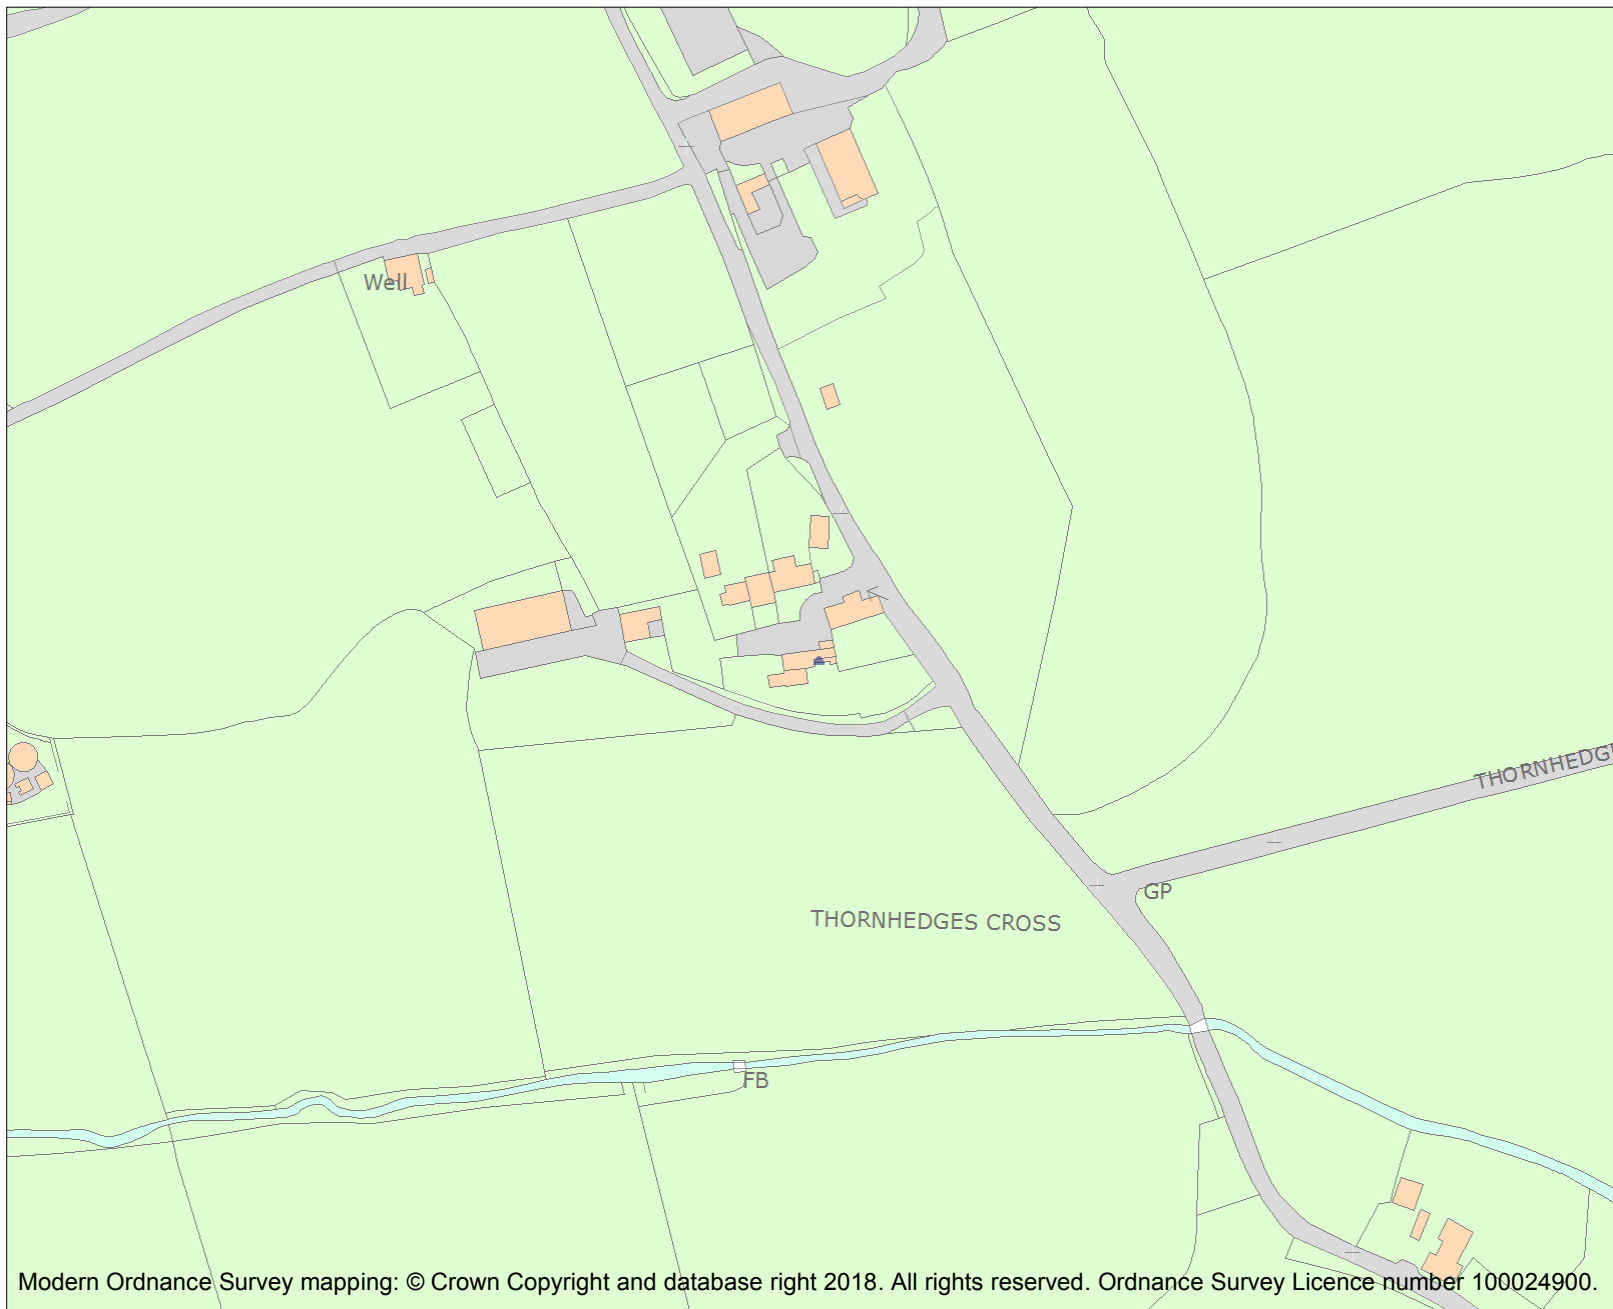 Well
THORNHEDG
GP
THORNHEDGES CROSS
FB
Modern Ordnance Survey mapping: © Crown Copyright and database right 2018. All rights reserved. Ordnance Survey Licence number 100024900.